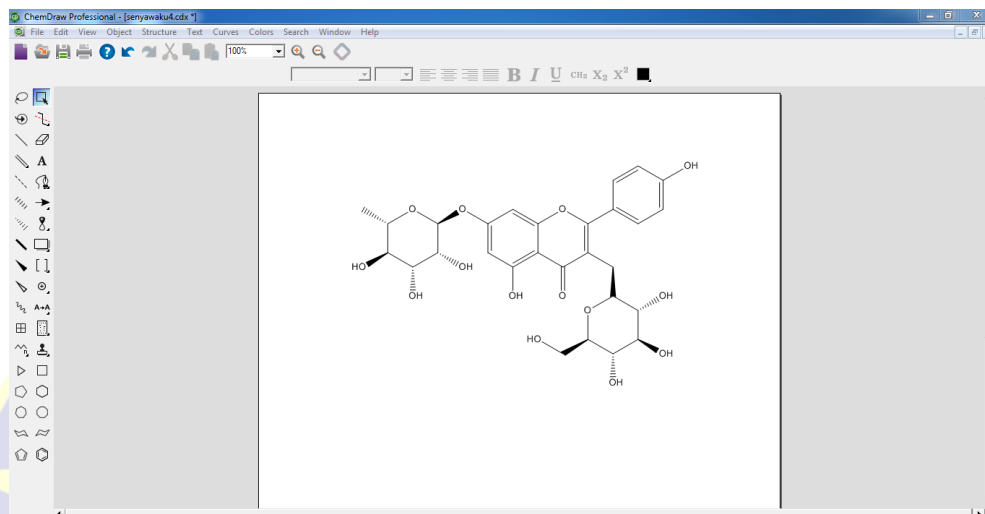 ChemDraw Professional - [senyawaku4.cdx *]
File Edit View Object Structure Text Curves Colors Search Window Help
100%
B I U CH₂ X₂ X²
A
A→A
OH
O O O
HO OH
OH OH O OH
O
HO OH
OH